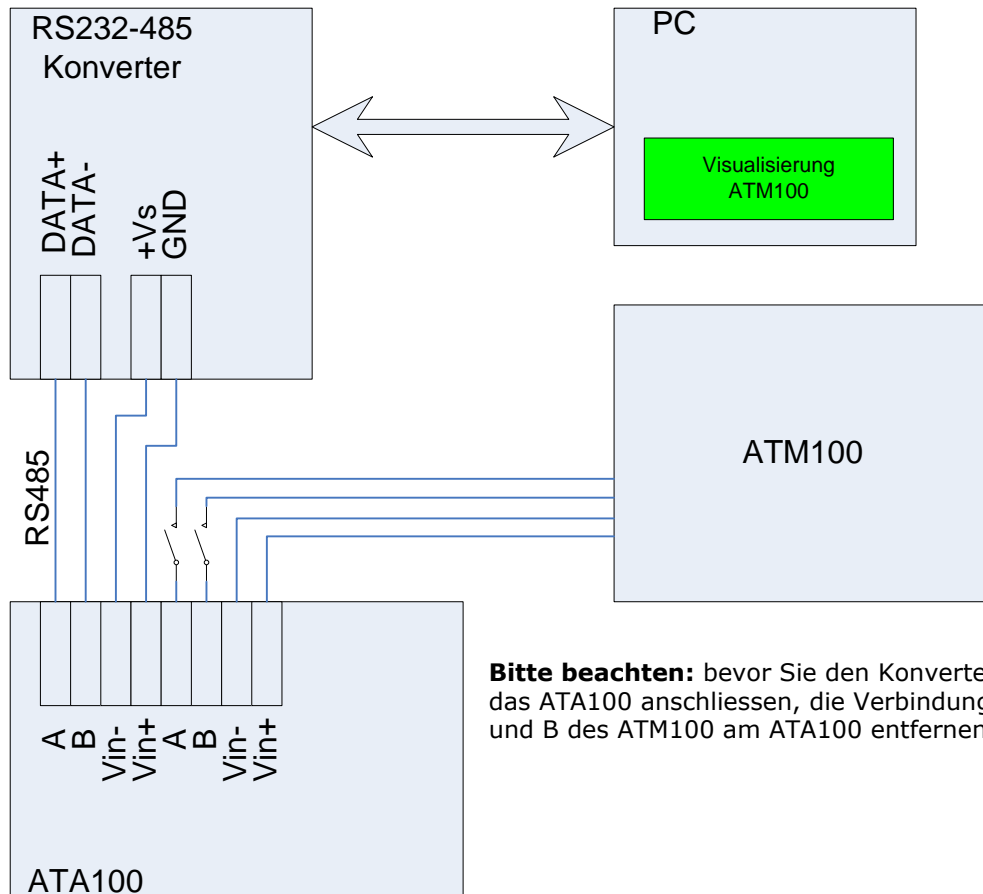 RS232-485
Konverter
PC
Visualisierung
ATM100
DATA+
DATA-
+Vs
GND
RS485
ATM100
A
B
Vin-
Vin+
A
B
Vin-
Vin+
Bitte beachten: bevor Sie den Konverte
das ATA100 anschliessen, die Verbindung
und B des ATM100 am ATA100 entfernen
ATA100